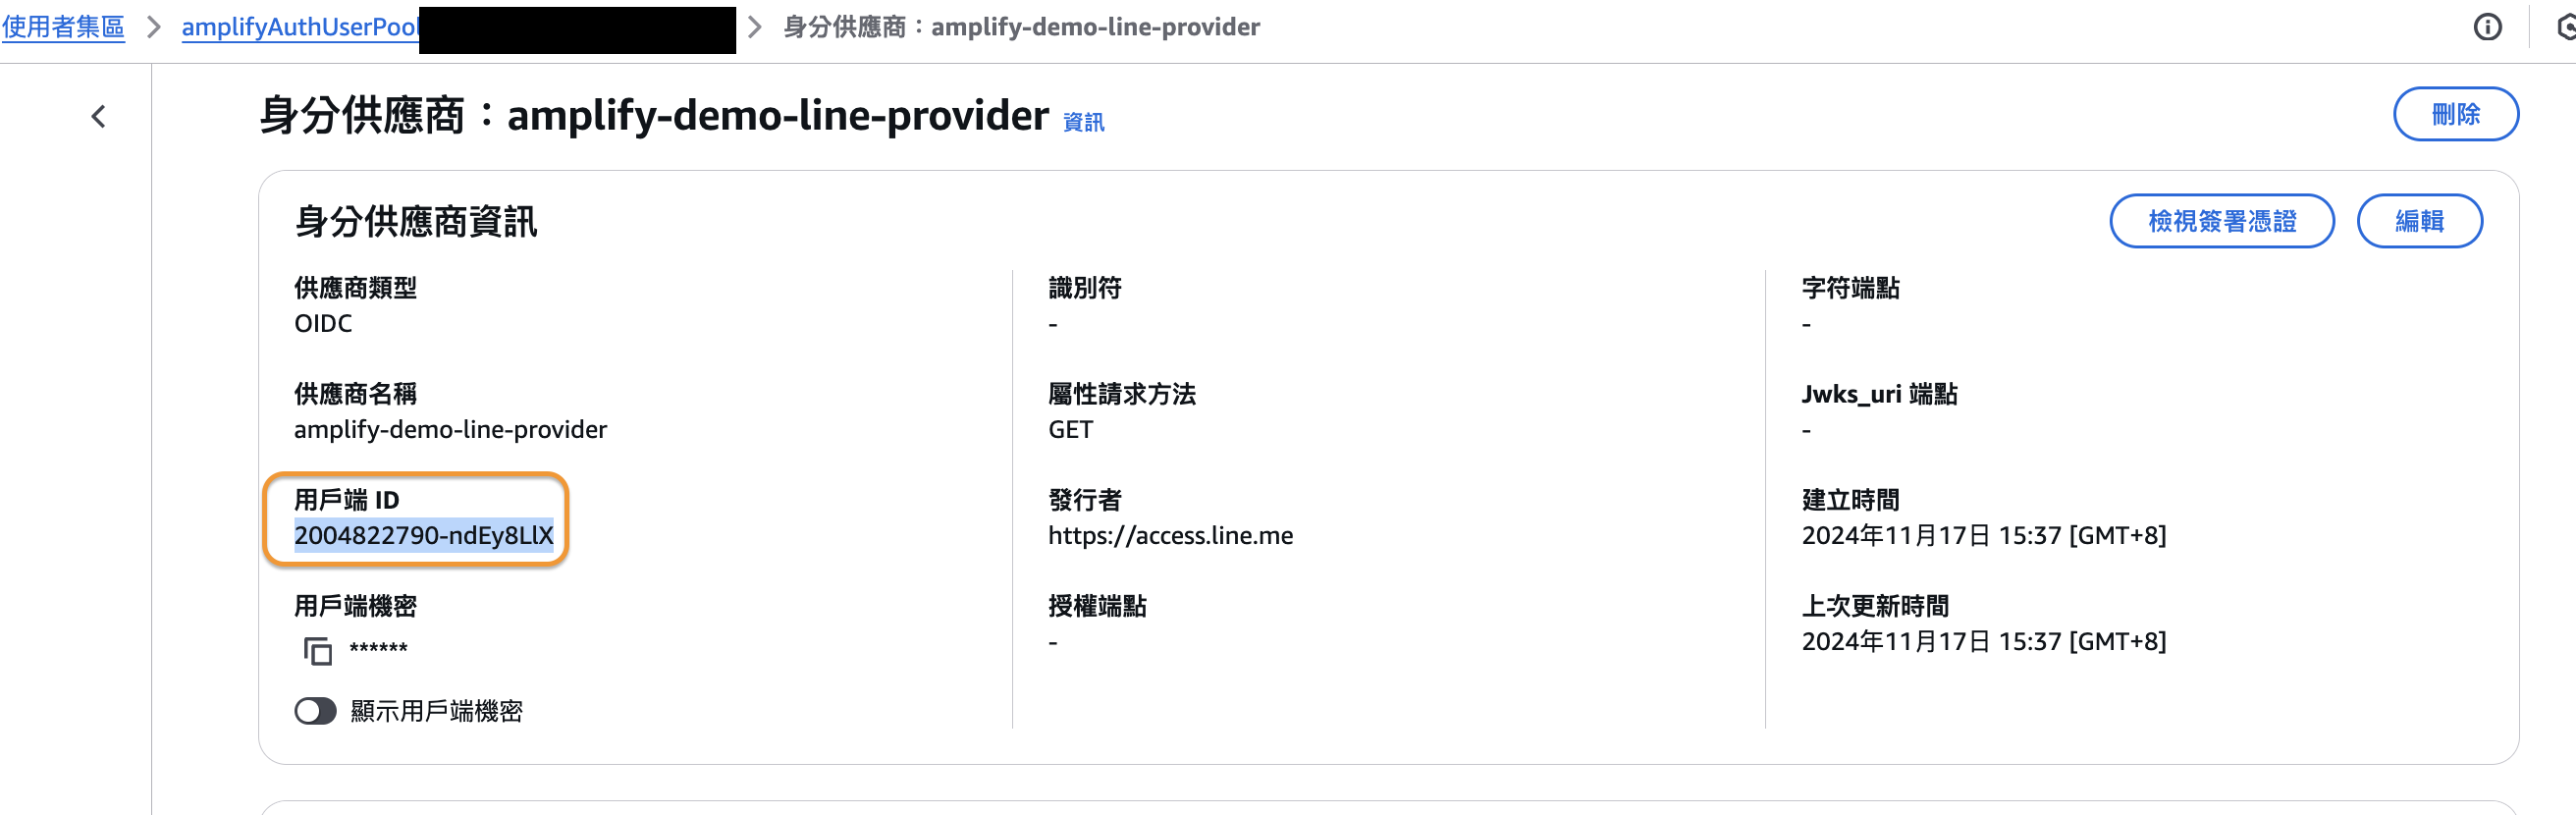 使用者集區 > amplifyAuthUserPool > 身分供應商：amplify-demo-line-provider
身分供應商：amplify-demo-line-provider 資訊
刪除
身分供應商資訊
檢視簽署憑證
編輯
供應商類型
OIDC
供應商名稱
amplify-demo-line-provider
用戶端 ID
2004822790-ndEy8LlX
用戶端機密
******
顯示用戶端機密
識別符
-
屬性請求方法
GET
發行者
https://access.line.me
授權端點
-
字符端點
-
Jwks_uri 端點
-
建立時間
2024年11月17日 15:37 [GMT+8]
上次更新時間
2024年11月17日 15:37 [GMT+8]